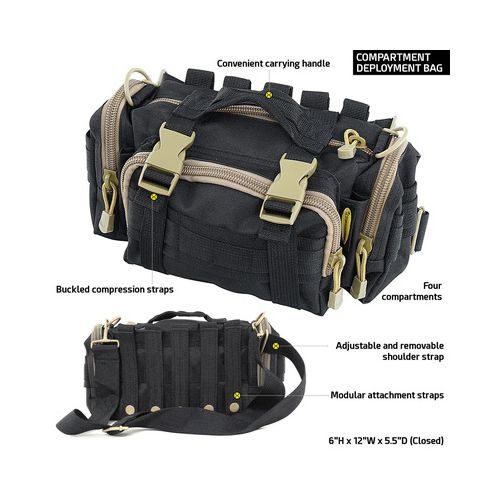 COMPARTMENT
DEPLOYMENT BAG
Convenient carrying handle
Buckled compression straps
Four
compartments
Adjustable and removable
shoulder strap
Modular attachment straps
6"H x 12"W x 5.5"D (Closed)